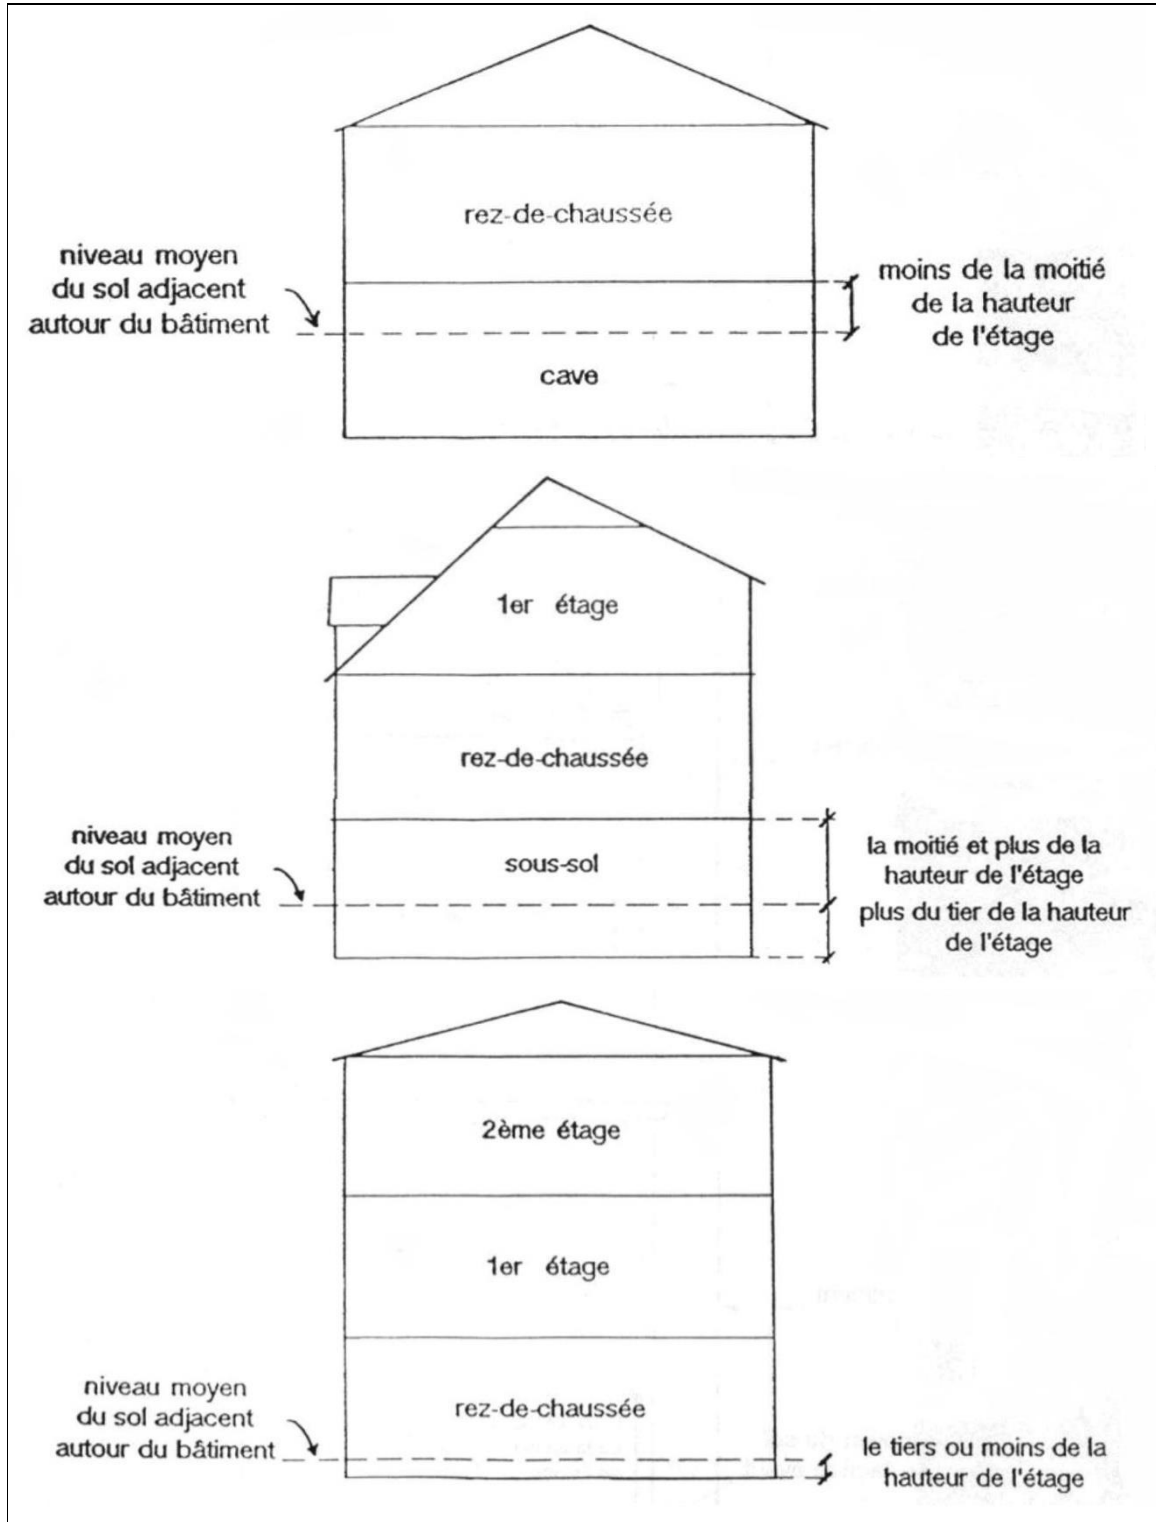 rez-de-chaussée
niveau moyen
du sol adjacent
autour du bâtiment
moins de la moitié
de la hauteur
de l'étage
cave
1er étage
rez-de-chaussée
niveau moyen
du sol adjacent
autour du bâtiment
sous-sol
la moitié et plus de la
hauteur de l'étage
plus du tier de la hauteur
de l'étage
2ème étage
1er étage
niveau moyen
du sol adjacent
autour du bâtiment
rez-de-chaussée
le tiers ou moins de la
hauteur de l'étage